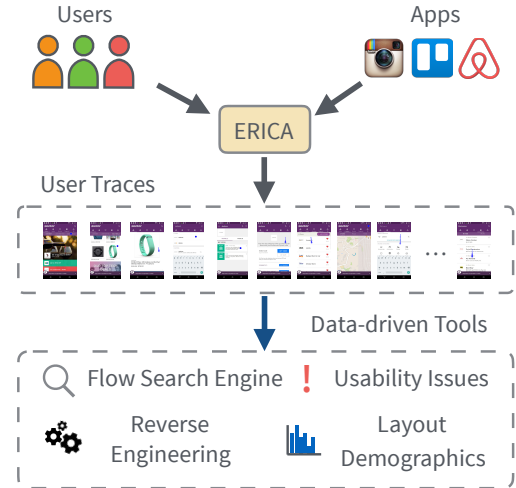 Users
Apps
ERICA
User Traces
...
Data-driven Tools
Flow Search Engine
! Usability Issues
Reverse
Engineering
Layout
Demographics